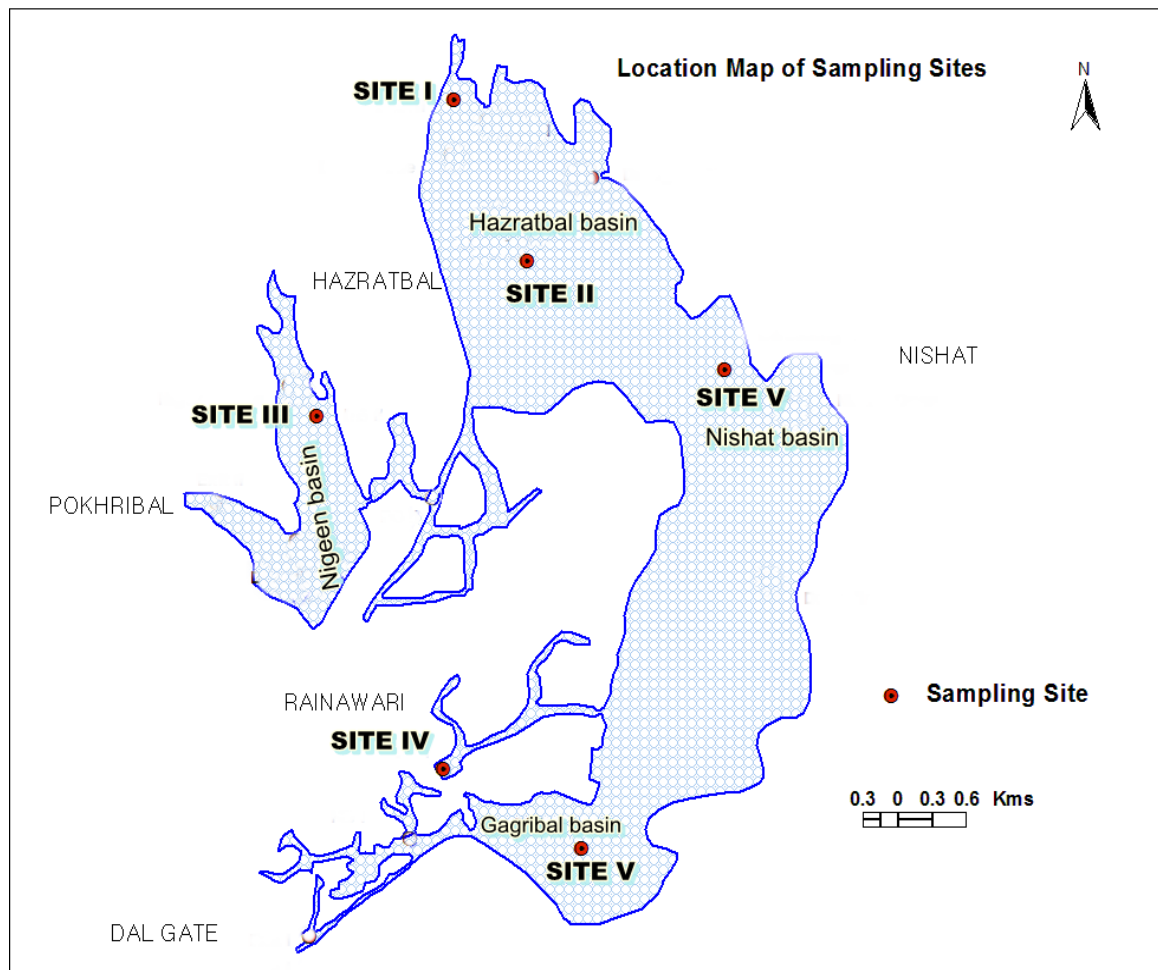 Location Map of Sampling Sites
N
SITE I
Hazratbal basin
HAZRATBAL
SITE II
NISHAT
SITE V
SITE III
Nishat basin
Nigeen basin
POKHRIBAL
RAINAWARI
Sampling Site
SITE IV
0.3 0 0.3 0.6 Kms
Gagribal basin
SITE V
DAL GATE